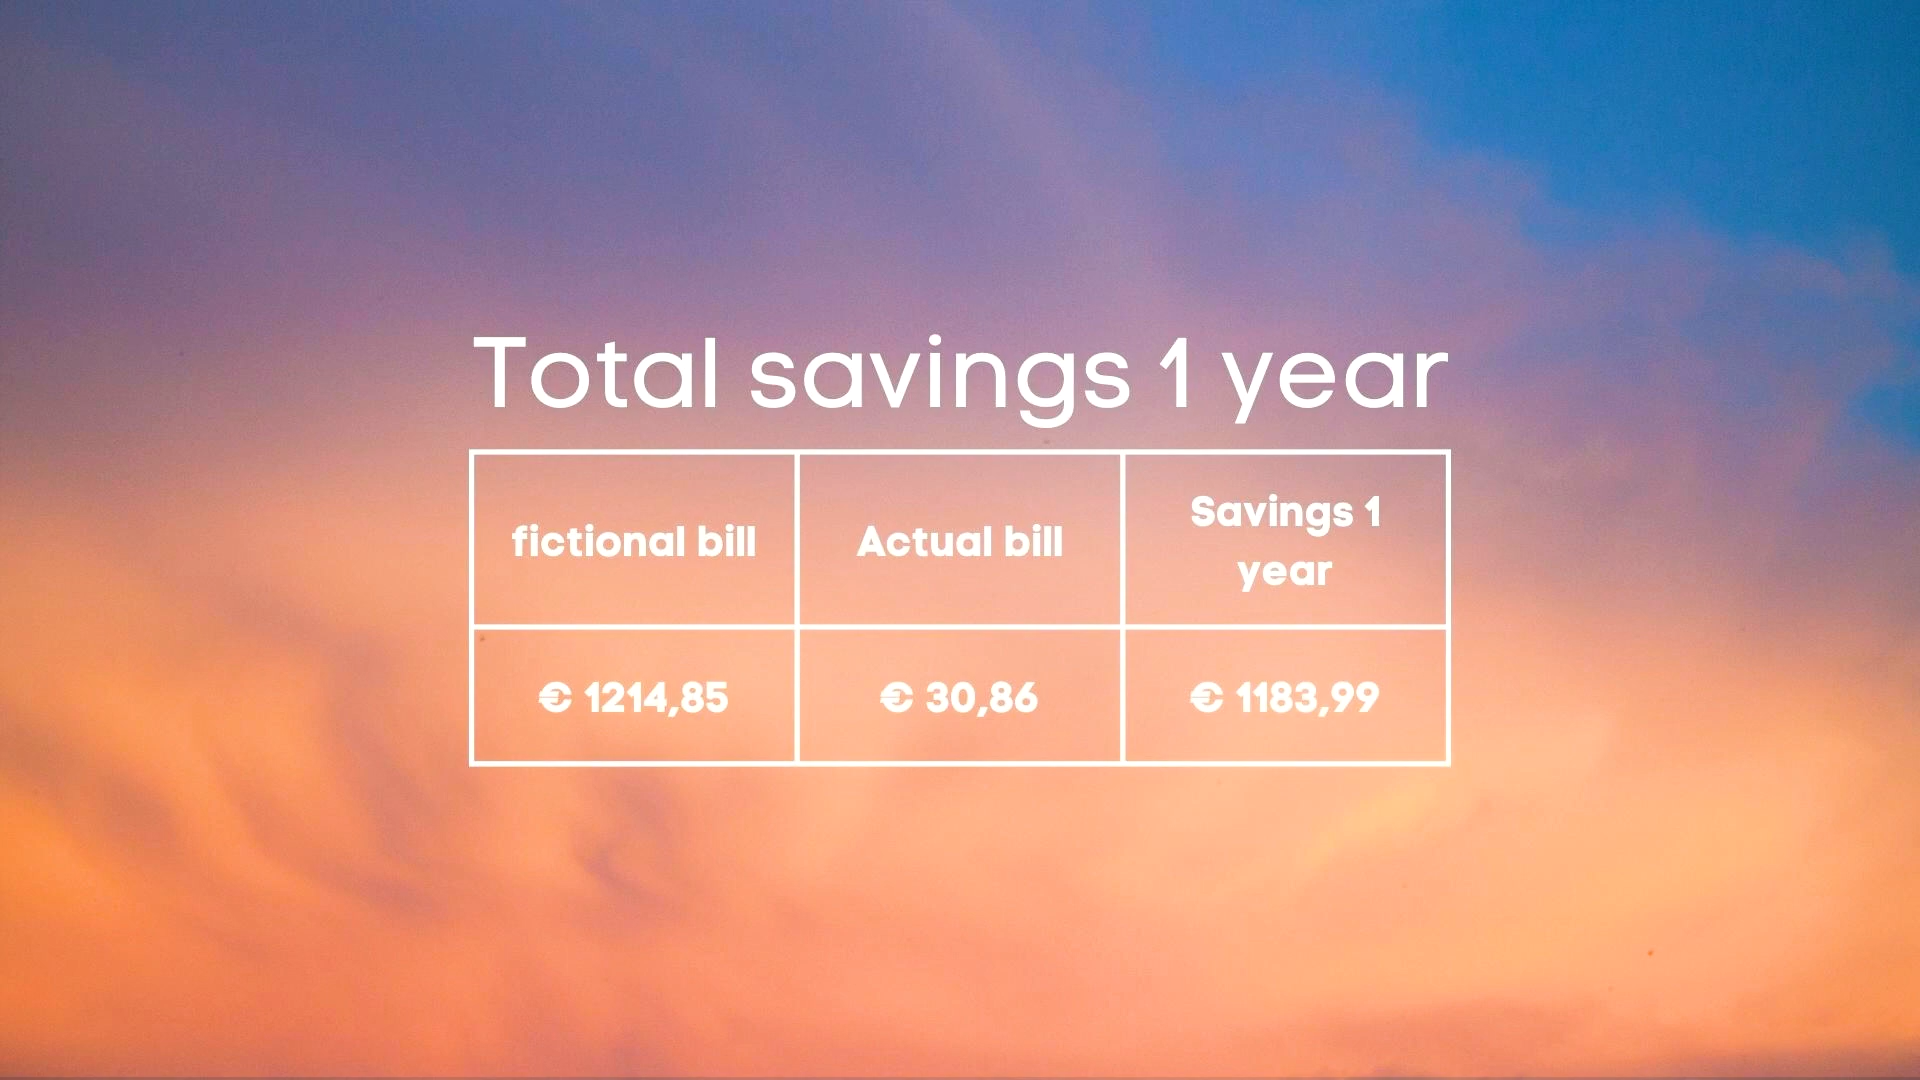 Total savings 1 year
fictional bill
Actual bill
Savings 1
year
€ 1214,85
€ 30,86
€ 1183,99